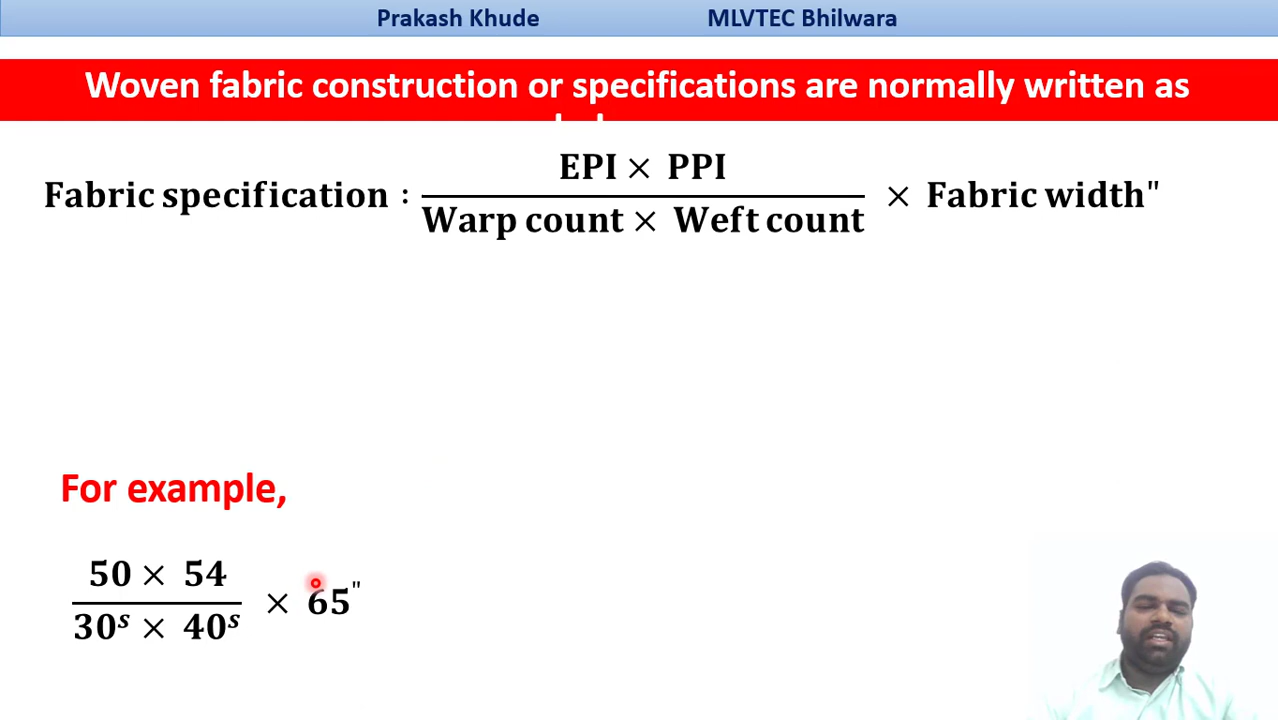 Prakash Khude MLVTEC Bhilwara
Woven fabric construction or specifications are normally written as
Fabric specification : EPI × PPI / Warp count × Weft count × Fabric width"
For example,
50 × 54 / 30ˢ × 40ˢ × 65"